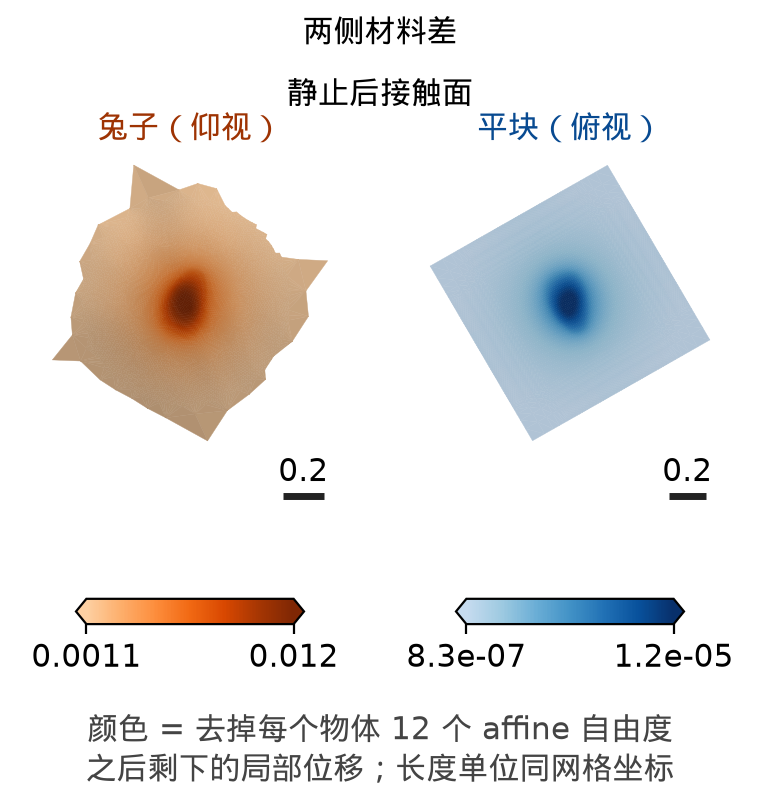 两侧材料差
静止后接触面
兔子（仰视）
平块（俯视）
0.2
0.2
0.0011
0.012
8.3e-07
1.2e-05
颜色 = 去掉每个物体 12 个 affine 自由度
之后剩下的局部位移；长度单位同网格坐标